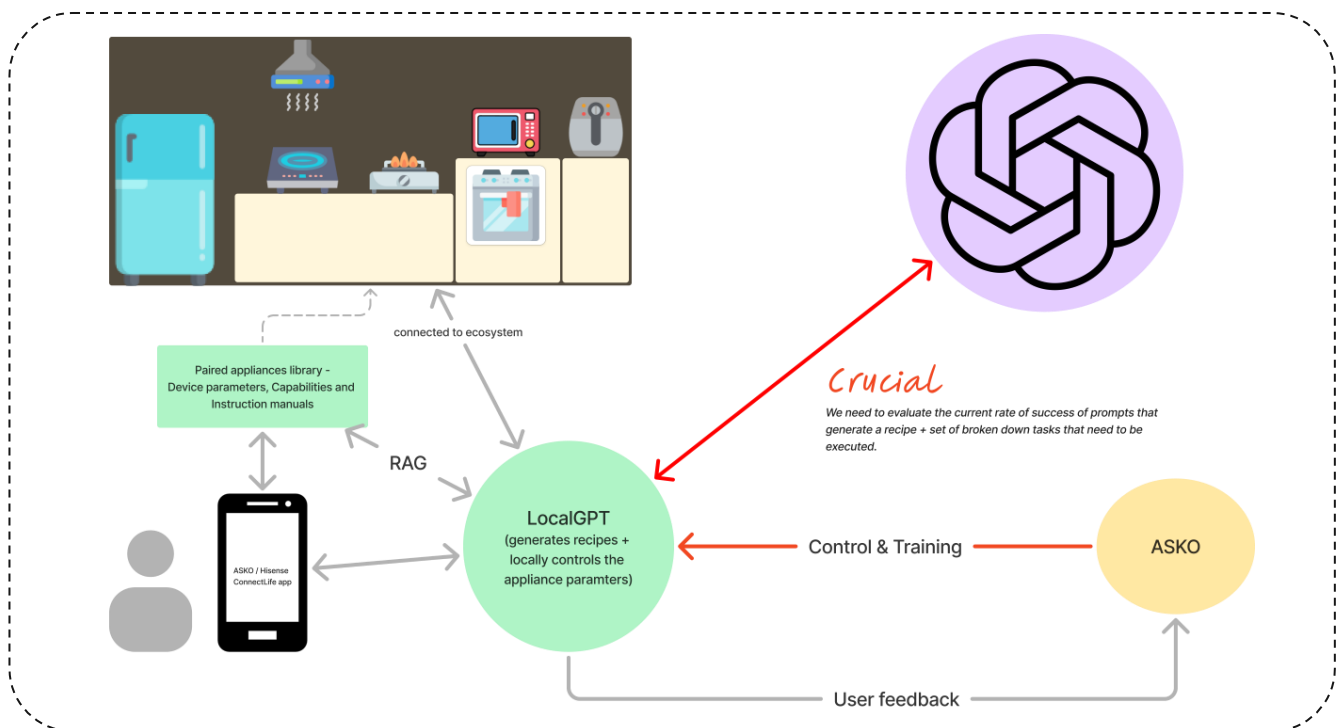 connected to ecosystem
Paired appliances library -
Device parameters, Capabilities and
Instruction manuals
RAG
Crucial
We need to evaluate the current rate of success of prompts that
generate a recipe + set of broken down tasks that need to be
executed.
LocalGPT
(generates recipes +
locally controls the
appliance paramters)
Control & Training
ASKO
ASKO / Hisense
ConnectLife app
User feedback